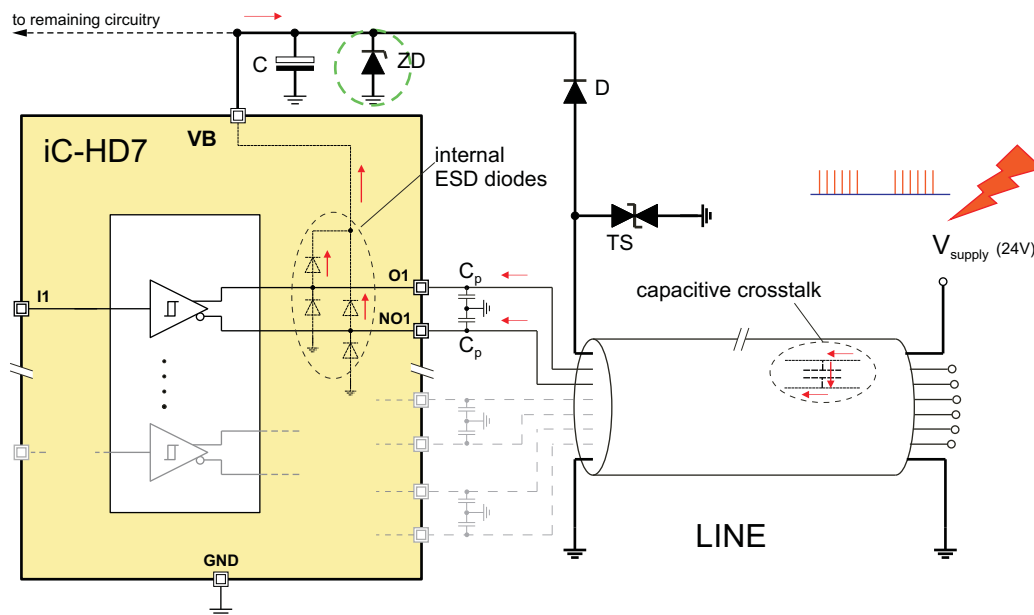 to remaining circuitry
C
ZD
D
VB
iC-HD7
internal
ESD diodes
TS
Vsupply (24V)
O1
Cp
I1
capacitive crosstalk
NO1
Cp
LINE
GND